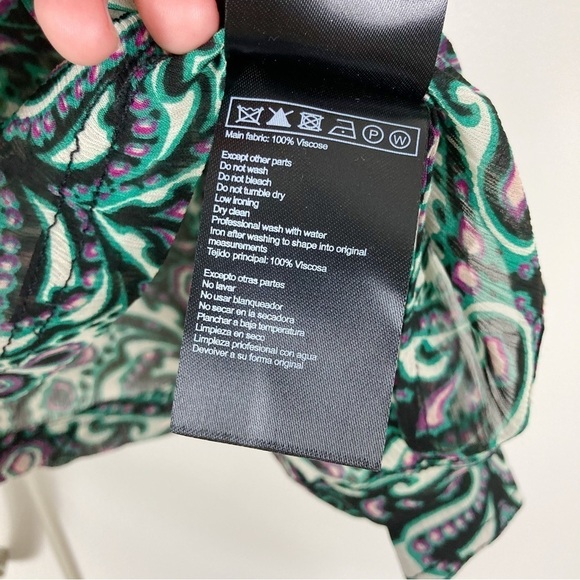 P W
Main fabric: 100% Viscose
Except other parts
Do not wash
Do not bleach
Do not tumble dry
Low ironing
Dry clean
Professional wash with water
Iron after washing to shape into original
measurements
Tejido principal: 100% Viscosa
Excepto otras partes
No lavar
No usar blanqueador
No secar en la secadora
Planchar a baja temperatura
Limpieza en seco
Limpieza profesional con agua
Devolver a su forma original